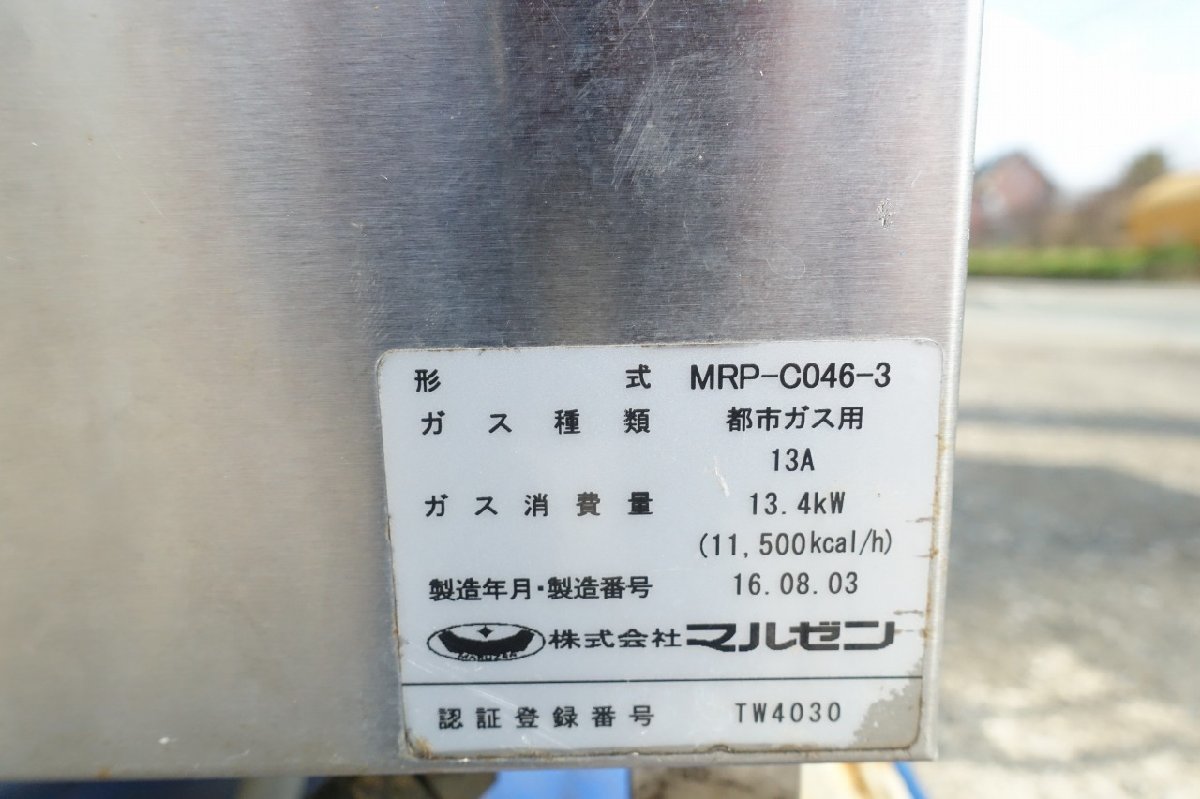 形式 MRP-C046-3
ガス種類 都市ガス用
13A
ガス消費量 13.4kW
(11,500kcal/h)
製造年月・製造番号 16.08.03
MARUZEN 株式会社マルゼン
認証登録番号 TW4030